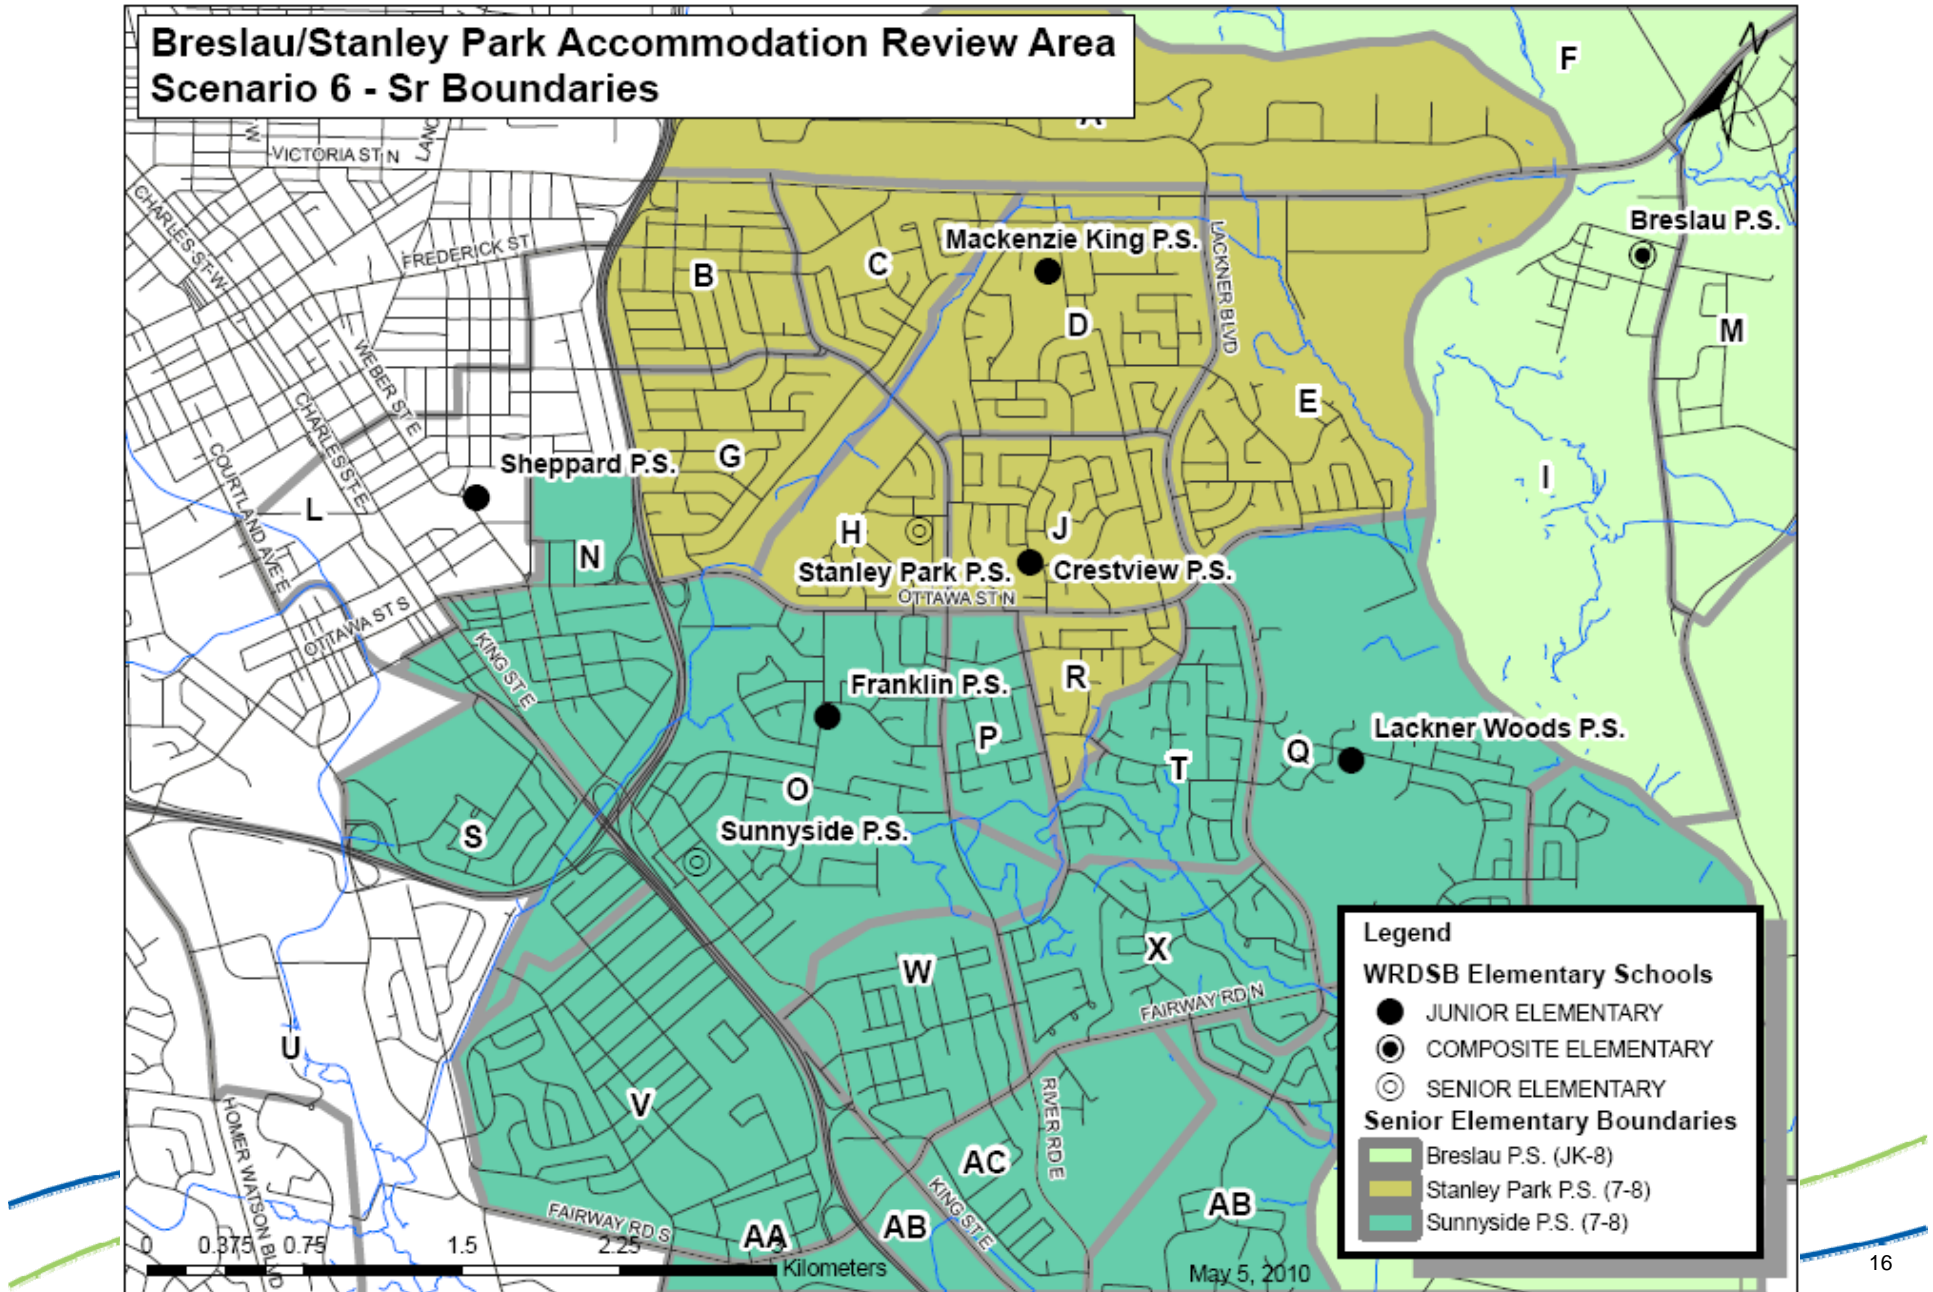 Breslau/Stanley Park Accommodation Review Area
Scenario 6 - Sr Boundaries
F
N
A
W
LANC
VICTORIA ST N
CHARLES ST W
FREDERICK ST
Breslau P.S.
Mackenzie King P.S.
LACKNER BLVD
B
C
D
M
WEBER ST E
CHARLES ST E
E
COURTLAND AVE E
G
Sheppard P.S.
I
L
H
J
N
Stanley Park P.S.
Crestview P.S.
OTTAWA ST N
OTTAWA ST S
KING ST E
R
Franklin P.S.
P
Lackner Woods P.S.
Q
T
O
Sunnyside P.S.
S
X
W
FAIRWAY RD N
U
V
RIVER RD E
HOMER WATSON BLVD
AC
KING ST E
AB
FAIRWAY RD S
AA
AB
Legend
WRDSB Elementary Schools
JUNIOR ELEMENTARY
COMPOSITE ELEMENTARY
SENIOR ELEMENTARY
Senior Elementary Boundaries
Breslau P.S. (JK-8)
Stanley Park P.S. (7-8)
Sunnyside P.S. (7-8)
0 0.375 0.75 1.5 2.25 3
Kilometers
May 5, 2010
16